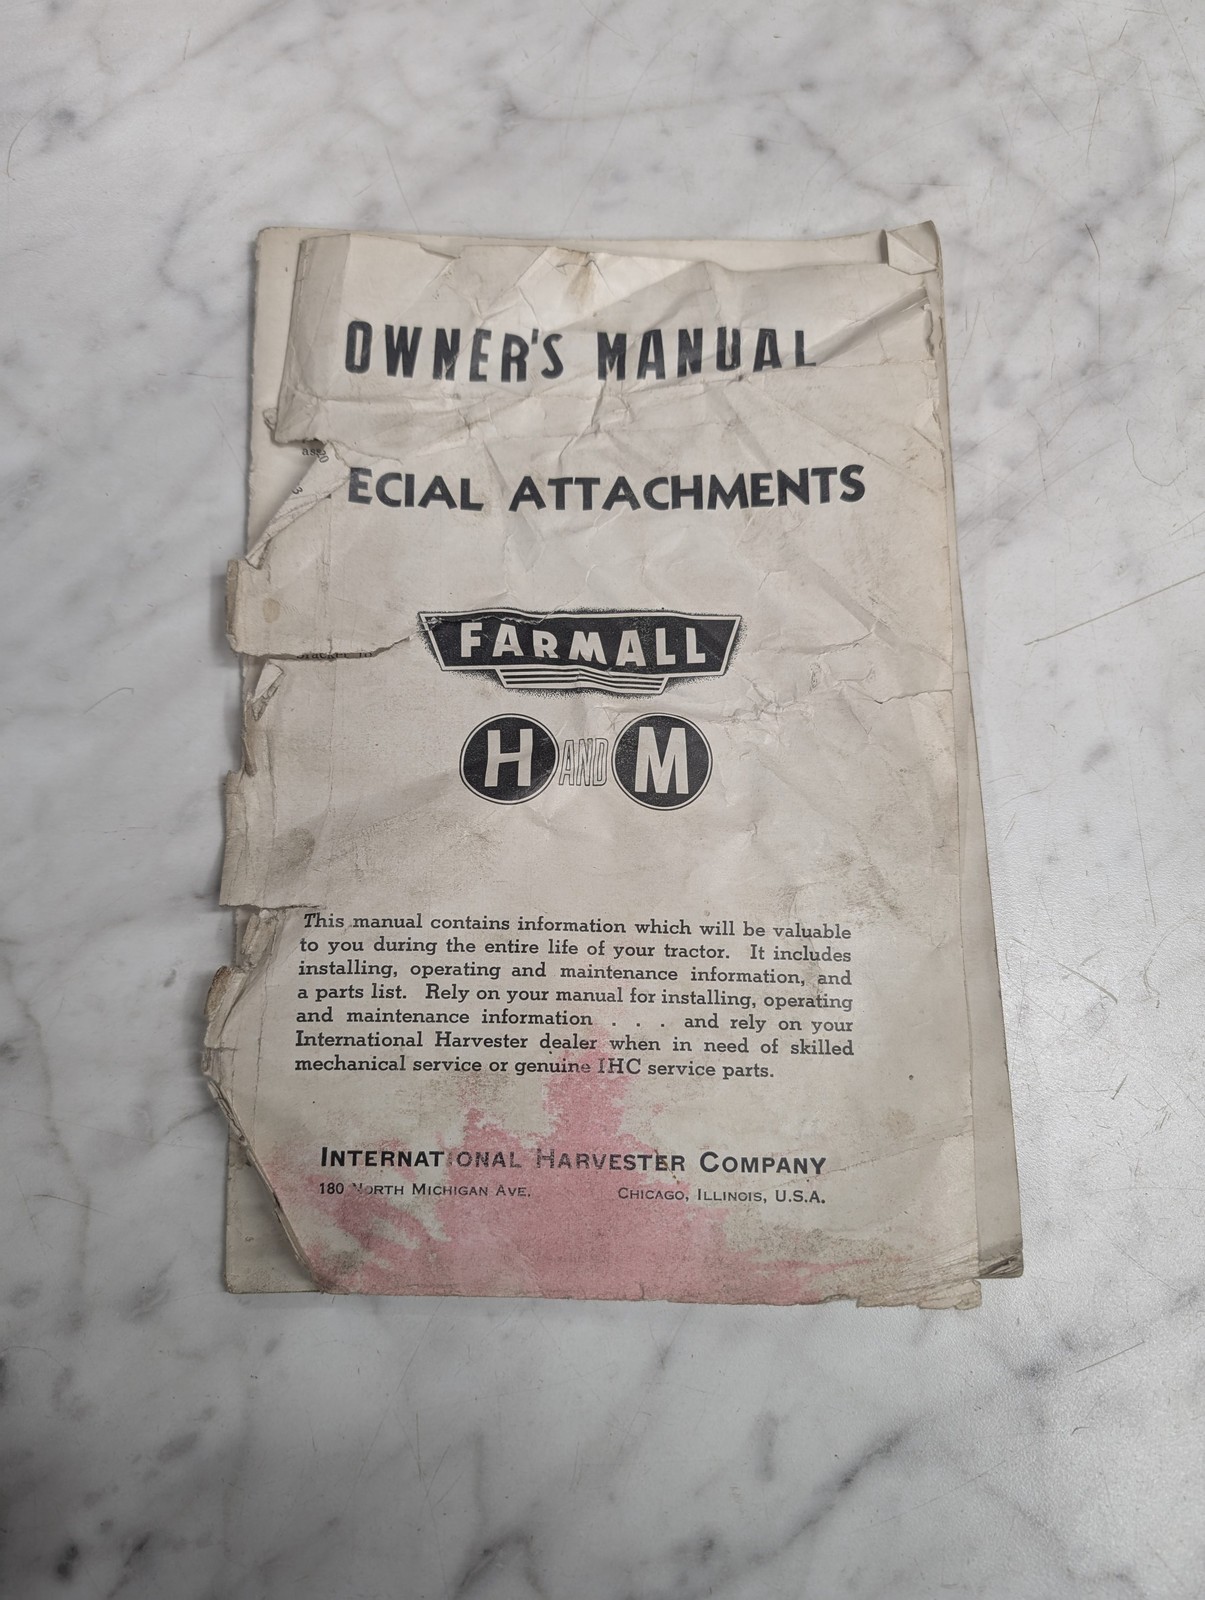 OWNER'S MANUAL
ECIAL ATTACHMENTS
FARMALL
H AND M
This manual contains information which will be valuable
to you during the entire life of your tractor. It includes
installing, operating and maintenance information, and
a parts list. Rely on your manual for installing, operating
and maintenance information . . . and rely on your
International Harvester dealer when in need of skilled
mechanical service or genuine IHC service parts.
INTERNATIONAL HARVESTER COMPANY
180 NORTH MICHIGAN AVE. CHICAGO, ILLINOIS, U.S.A.